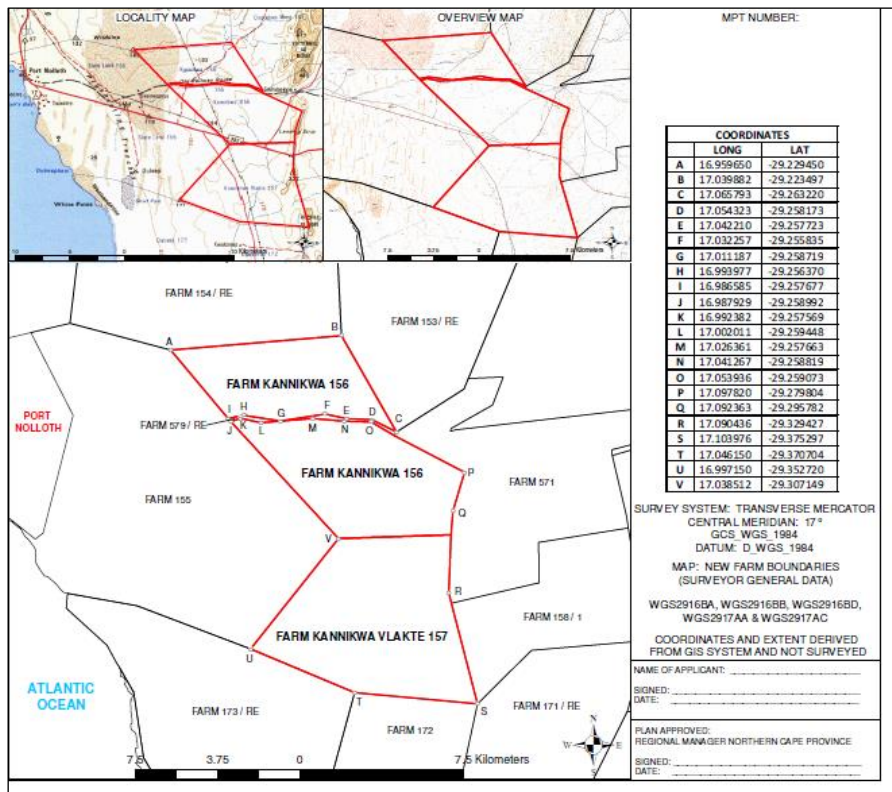 LOCALITY MAP
Port Nolloth
OVERVIEW MAP
7.5 3.75 0 7.5 Kilometers
MPT NUMBER:
COORDINATES
LONG LAT
A 16.959650 -29.229450
B 17.039882 -29.223497
C 17.065793 -29.263220
D 17.054323 -29.258173
E 17.042210 -29.257723
F 17.032257 -29.255835
G 17.011187 -29.258719
H 16.993977 -29.256370
I 16.986585 -29.257677
J 16.987929 -29.258992
K 16.992382 -29.257569
L 17.002011 -29.259448
M 17.026361 -29.257663
N 17.041267 -29.258819
O 17.053936 -29.259073
P 17.097820 -29.279804
Q 17.092363 -29.295782
R 17.090436 -29.329427
S 17.103976 -29.375297
T 17.046150 -29.370704
U 16.997150 -29.352720
V 17.038512 -29.307149
SURVEY SYSTEM: TRANSVERSE MERCATOR
CENTRAL MERIDIAN: 17 °
GCS_WGS_1984
DATUM: D_WGS_1984
MAP: NEW FARM BOUNDARIES
(SURVEYOR GENERAL DATA)
WGS2916BA, WGS2916BB, WGS2916BD,
WGS2917AA & WGS2917AC
COORDINATES AND EXTENT DERIVED
FROM GIS SYSTEM AND NOT SURVEYED
NAME OF APPLICANT:
SIGNED:
DATE:
PLAN APPROVED:
REGIONAL MANAGER NORTHERN CAPE PROVINCE
SIGNED:
DATE:
FARM 154 / RE
FARM 153 / RE
A
B
FARM KANNIKWA 156
PORT
NOLLOTH
FARM 579 / RE
I H G F E D C
J K L M N O
FARM KANNIKWA 156
P
FARM 155
FARM 571
Q
V
R
FARM 158 / 1
FARM KANNIKWA VLAKTE 157
U
ATLANTIC
OCEAN
T
S
FARM 173 / RE
FARM 172
FARM 171 / RE
N
W E
S
7.5 3.75 0 7.5 Kilometers